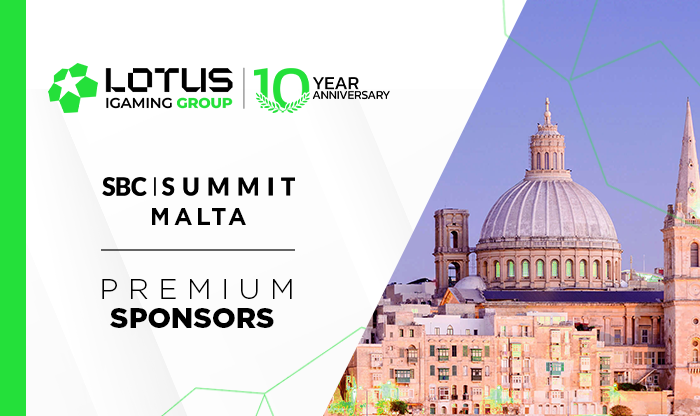 LOTUS
IGAMING GROUP
10 YEAR
ANNIVERSARY
SBC | SUMMIT
MALTA
PREMIUM
SPONSORS